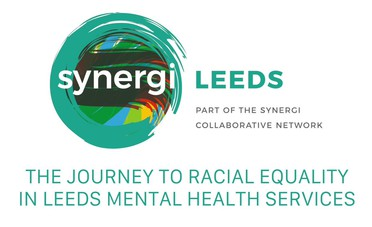 synergi LEEDS
PART OF THE SYNERGI
COLLABORATIVE NETWORK
THE JOURNEY TO RACIAL EQUALITY
IN LEEDS MENTAL HEALTH SERVICES